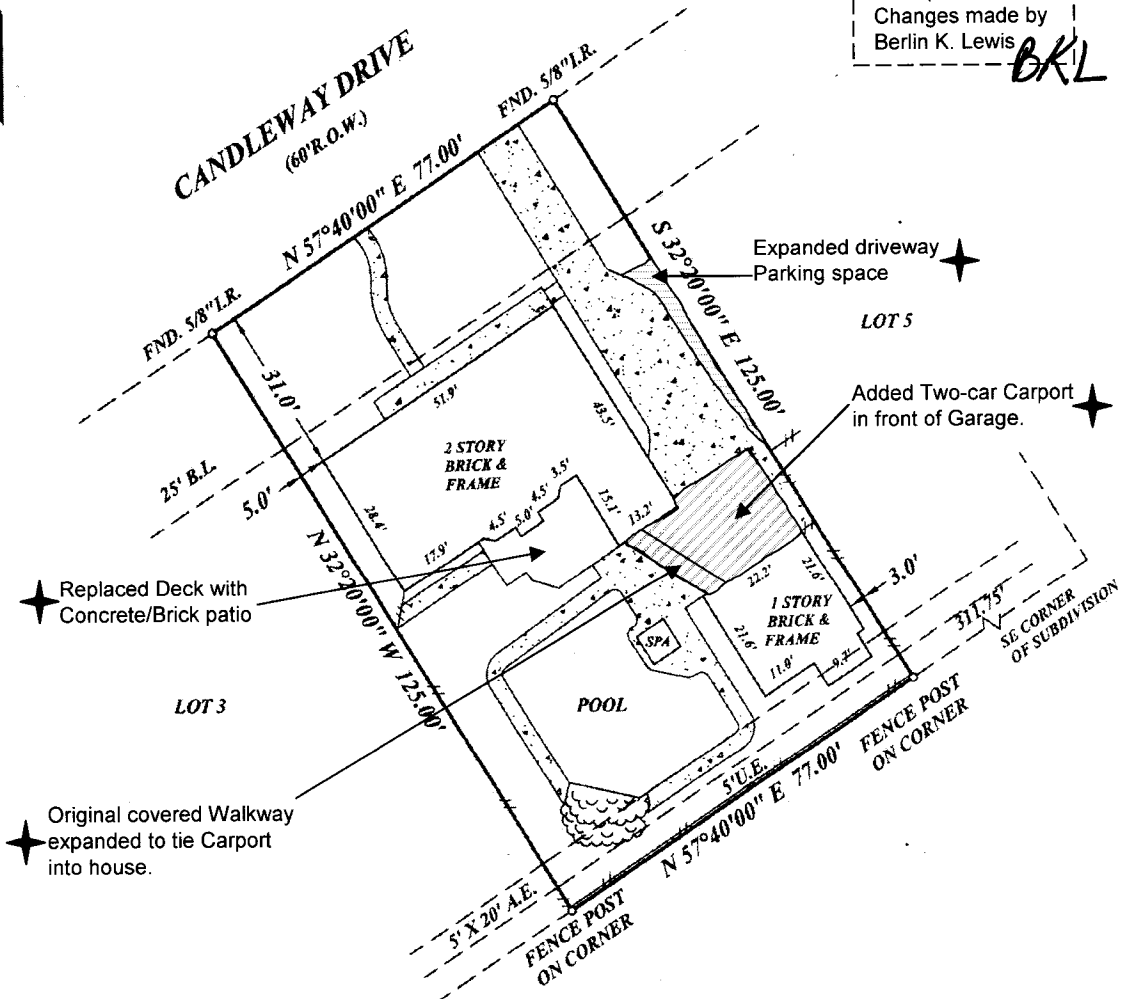 Changes made by
Berlin K. Lewis
BKL
CANDLEWAY DRIVE
(60'R.O.W.)
FND. 5/8"I.R.
N 57°40'00" E 77.00'
FND. 5/8"I.R.
S 32°20'00" E 125.00'
Expanded driveway
Parking space
LOT 5
Added Two-car Carport
in front of Garage.
31.0'
25' B.L.
5.0'
51.9'
43.5'
2 STORY
BRICK &
FRAME
28.4'
17.9'
4.5'
5.0'
4.5'
3.5'
15.1'
13.2'
N 32°20'00" W 125.00'
Replaced Deck with
Concrete/Brick patio
22.2'
21.6'
3.0'
1 STORY
BRICK &
FRAME
21.6'
11.9'
9.7'
311.75'
SE CORNER
OF SUBDIVISION
SPA
POOL
LOT 3
Original covered Walkway
expanded to tie Carport
into house.
5'U.E.
N 57°40'00" E 77.00'
FENCE POST
ON CORNER
5' X 20' A.E.
FENCE POST
ON CORNER